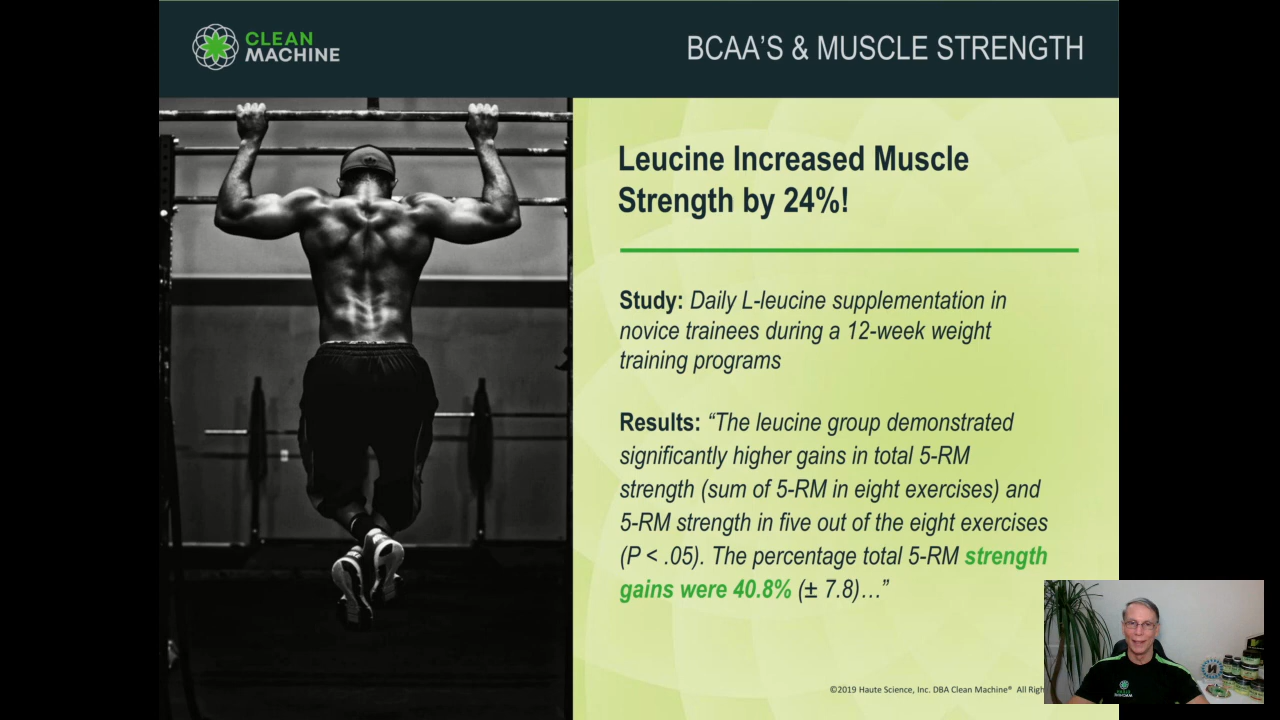 CLEAN
MACHINE
BCAA'S & MUSCLE STRENGTH
Leucine Increased Muscle
Strength by 24%!
Study: Daily L-leucine supplementation in
novice trainees during a 12-week weight
training programs
Results: “The leucine group demonstrated
significantly higher gains in total 5-RM
strength (sum of 5-RM in eight exercises) and
5-RM strength in five out of the eight exercises
(P < .05). The percentage total 5-RM strength
gains were 40.8% (± 7.8)…”
©2019 Haute Science, Inc. DBA Clean Machine® All Righ